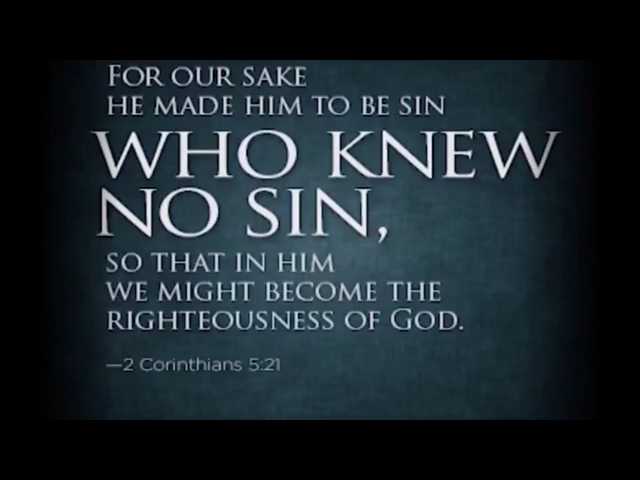 For our sake
he made him to be sin
who knew
no sin,
so that in him
we might become the
righteousness of God.
—2 Corinthians 5:21